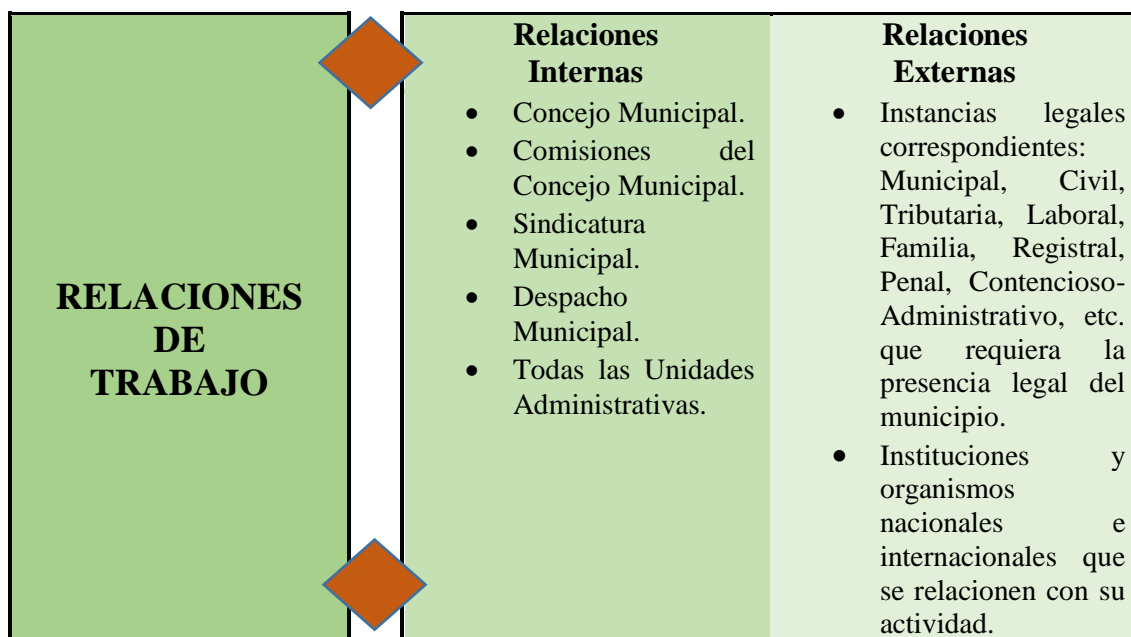 RELACIONES
DE
TRABAJO
Relaciones
Internas
• Concejo Municipal.
• Comisiones del
Concejo Municipal.
• Sindicatura
Municipal.
• Despacho
Municipal.
• Todas las Unidades
Administrativas.
Relaciones
Externas
• Instancias legales
correspondientes:
Municipal, Civil,
Tributaria, Laboral,
Familia, Registral,
Penal, Contencioso-
Administrativo, etc.
que requiera la
presencia legal del
municipio.
• Instituciones y
organismos
nacionales e
internacionales que
se relacionen con su
actividad.